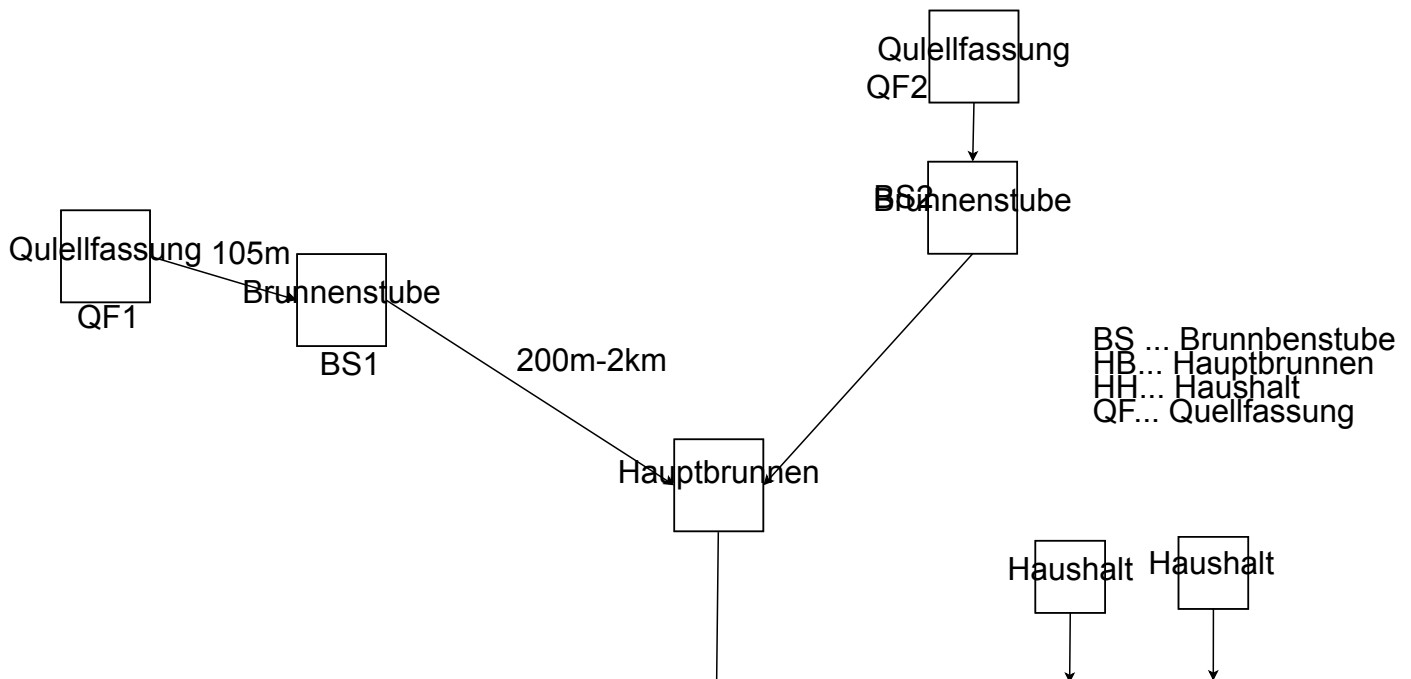 Qulellfassung
QF2
BS2
Brunnenstube
Qulellfassung
105m
Brunnenstube
QF1
BS1
200m-2km
BS ... Brunnbenstube
HB... Hauptbrunnen
HH... Haushalt
QF... Quellfassung
Hauptbrunnen
Haushalt
Haushalt